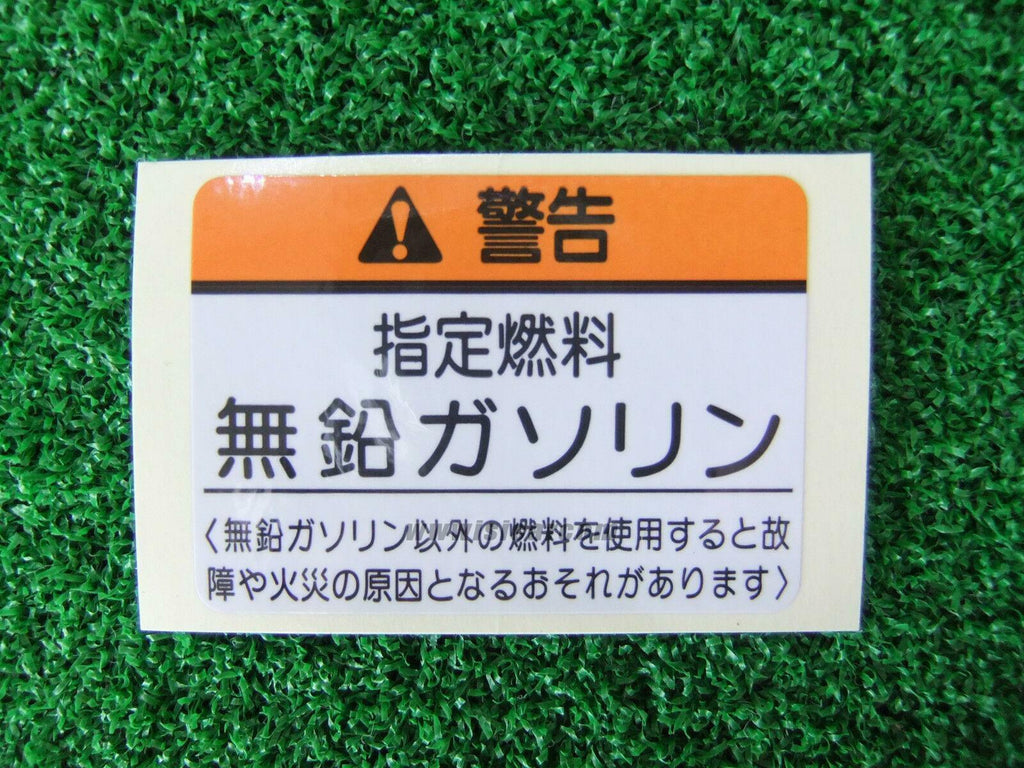 警告
指定燃料
無鉛ガソリン
〈無鉛ガソリン以外の燃料を使用すると故
障や火災の原因となるおそれがあります〉